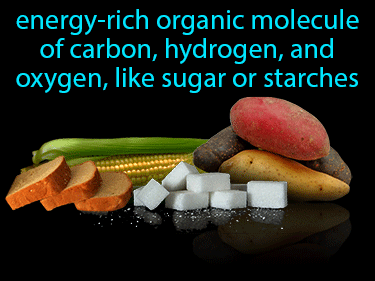 energy-rich organic molecule
of carbon, hydrogen, and
oxygen, like sugar or starches